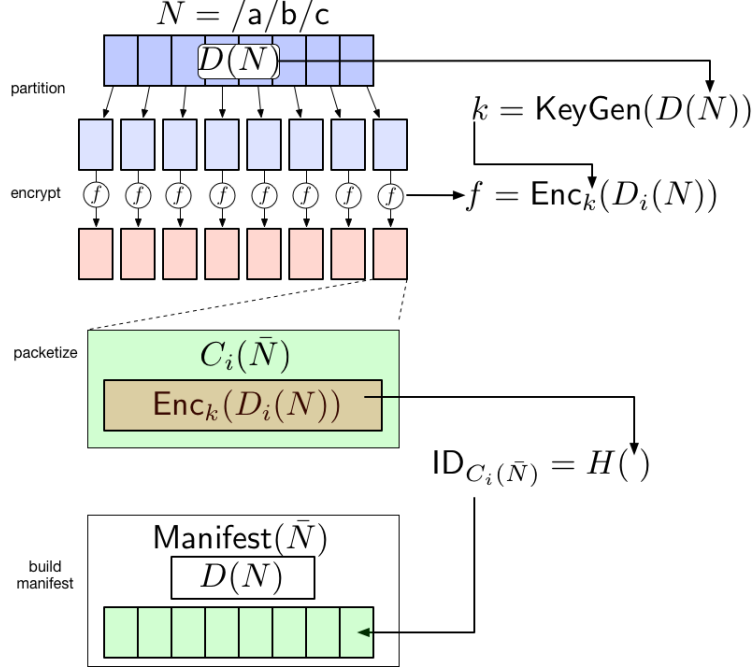 N = /a/b/c
D(N)
partition
k = KeyGen(D(N))
encrypt
f f f f f f f f
f = Enc_k(D_i(N))
packetize
C_i(N̄)
Enc_k(D_i(N))
ID_{C_i(N̄)} = H( )
Manifest(N̄)
build
manifest
D(N)